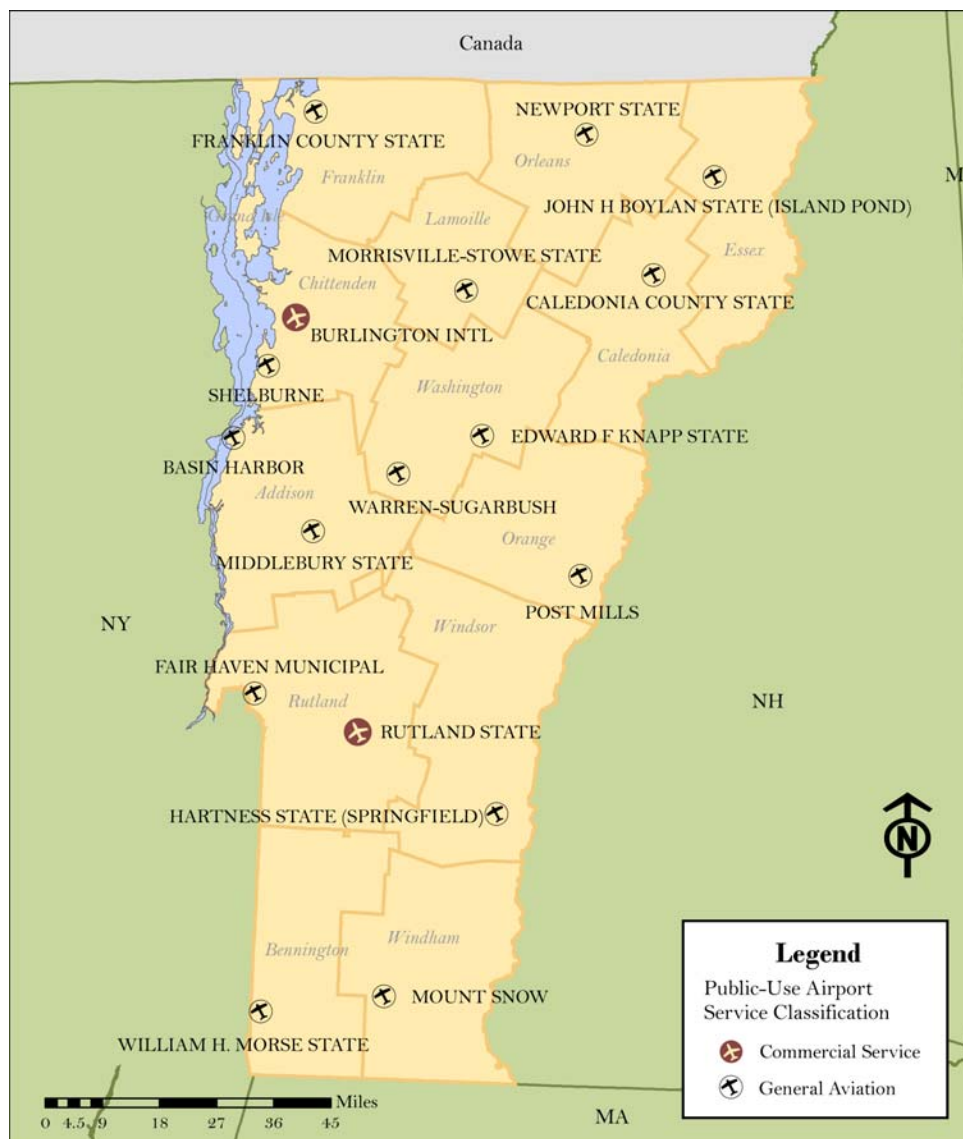 Canada
NEWPORT STATE
FRANKLIN COUNTY STATE
Orleans
Franklin
JOHN H BOYLAN STATE (ISLAND POND)
M
Grand Isle
Lamoille
Essex
MORRISVILLE-STOWE STATE
Chittenden
CALEDONIA COUNTY STATE
BURLINGTON INTL
Caledonia
SHELBURNE
Washington
EDWARD F KNAPP STATE
BASIN HARBOR
Addison
WARREN-SUGARBUSH
Orange
MIDDLEBURY STATE
POST MILLS
NY
Windsor
FAIR HAVEN MUNICIPAL
Rutland
NH
RUTLAND STATE
HARTNESS STATE (SPRINGFIELD)
N
Windham
Bennington
MOUNT SNOW
WILLIAM H. MORSE STATE
Legend
Public-Use Airport
Service Classification
Commercial Service
General Aviation
Miles
0 4.5 9 18 27 36 45
MA